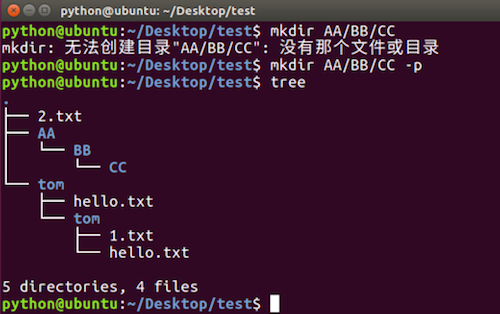 python@ubuntu: ~/Desktop/test
python@ubuntu:~/Desktop/test$ mkdir AA/BB/CC
mkdir: 无法创建目录"AA/BB/CC": 没有那个文件或目录
python@ubuntu:~/Desktop/test$ mkdir AA/BB/CC -p
python@ubuntu:~/Desktop/test$ tree
.
├── 2.txt
├── AA
│   └── BB
│       └── CC
└── tom
    ├── hello.txt
    └── tom
        ├── 1.txt
        └── hello.txt
5 directories, 4 files
python@ubuntu:~/Desktop/test$